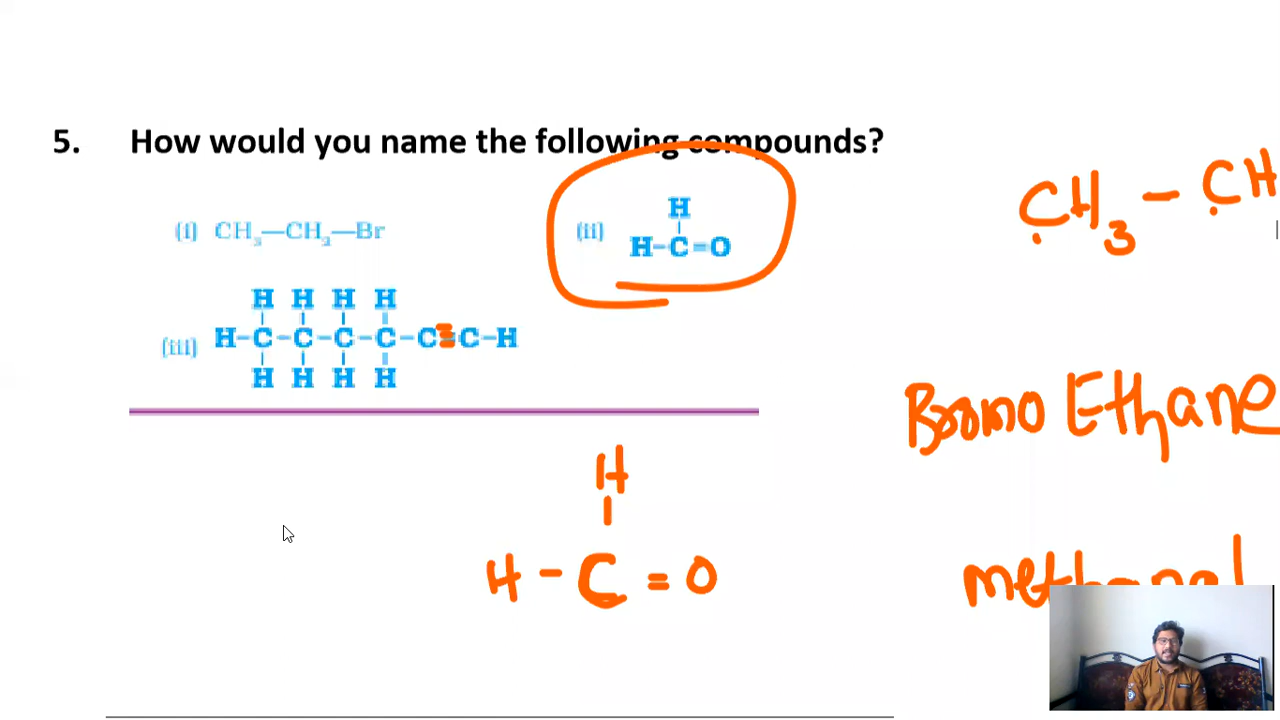 5. How would you name the following compounds?
(i) CH3—CH2—Br
(ii)
H
H–C=O
(iii)
H H H H
H–C–C–C–C–C≡C–H
H H H H
CH3 – CH
Bromo Ethane
H
H – C = O